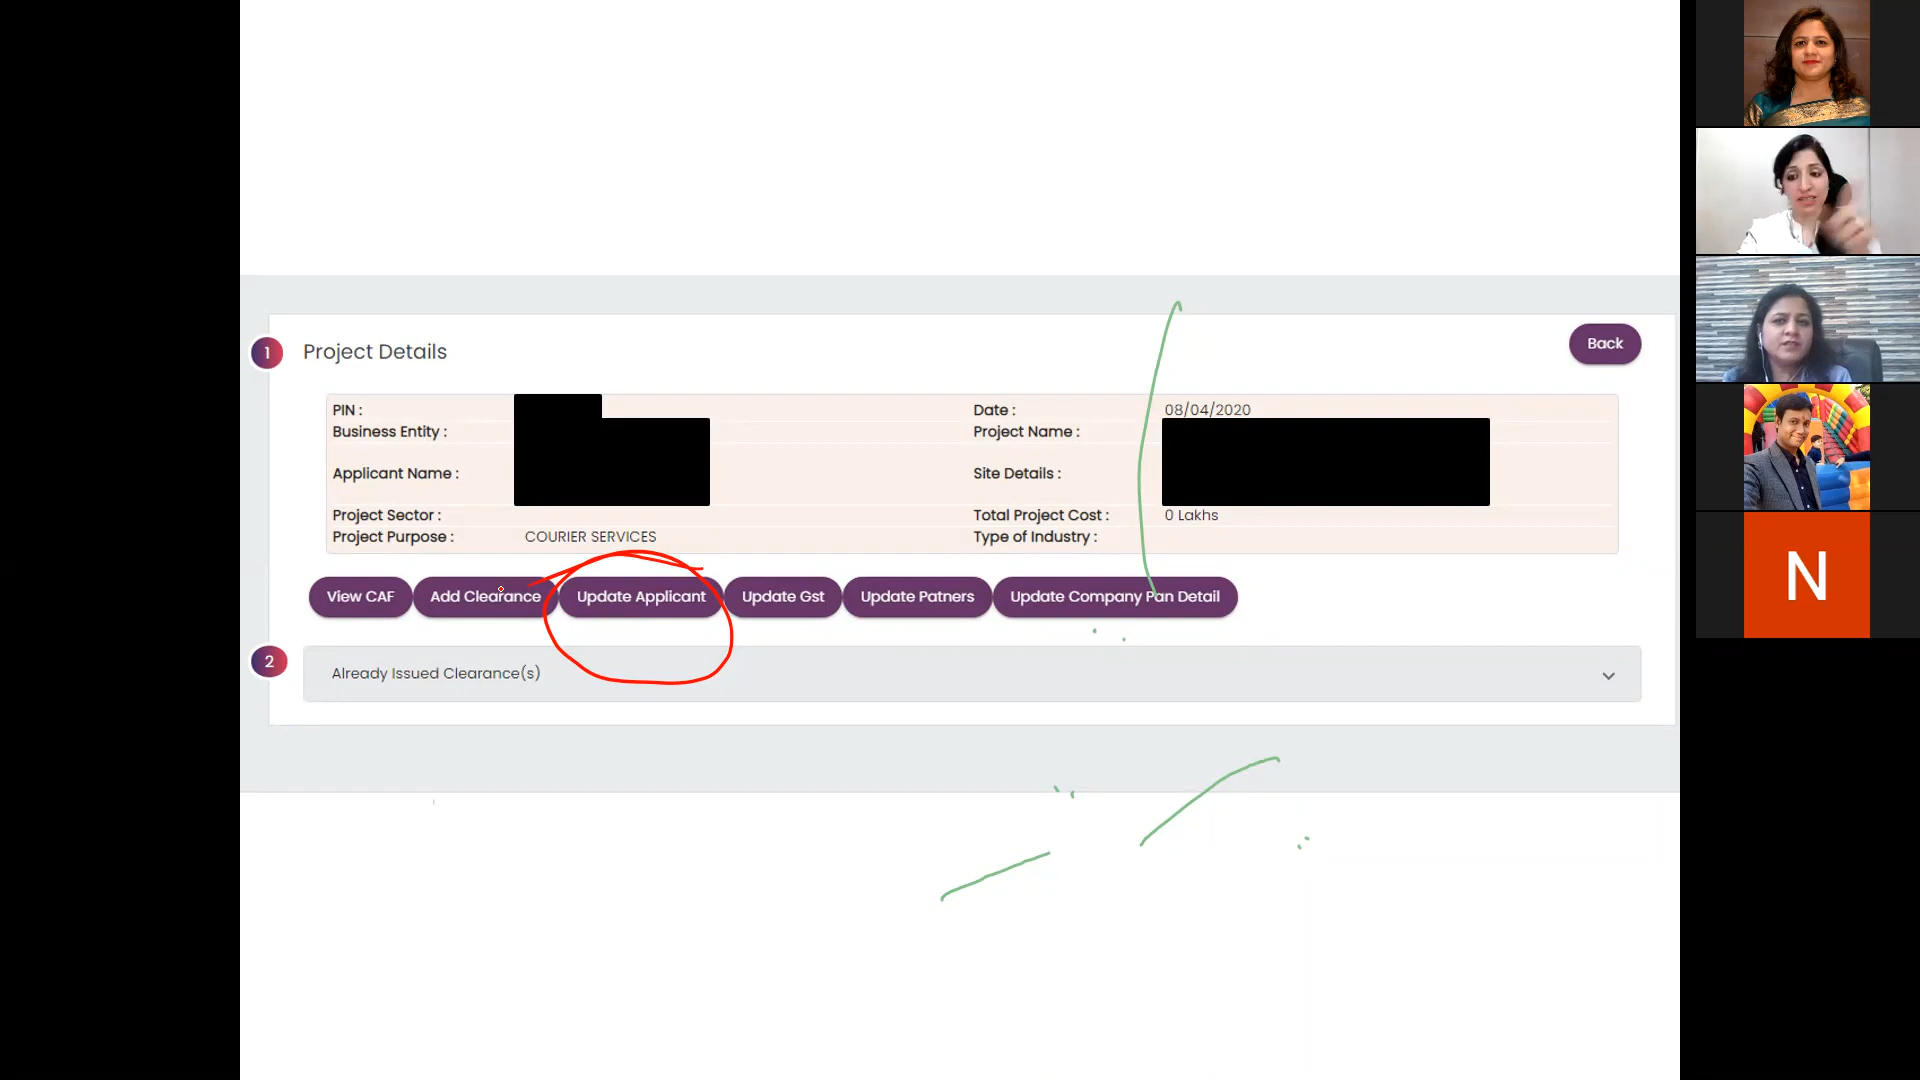 1 Project Details
Back
PIN : Date : 08/04/2020
Business Entity : Project Name :
Applicant Name : Site Details :
Project Sector : Total Project Cost : 0 Lakhs
Project Purpose : COURIER SERVICES Type of Industry :
View CAF Add Clearance Update Applicant Update Gst Update Patners Update Company Pan Detail
2 Already Issued Clearance(s)
N